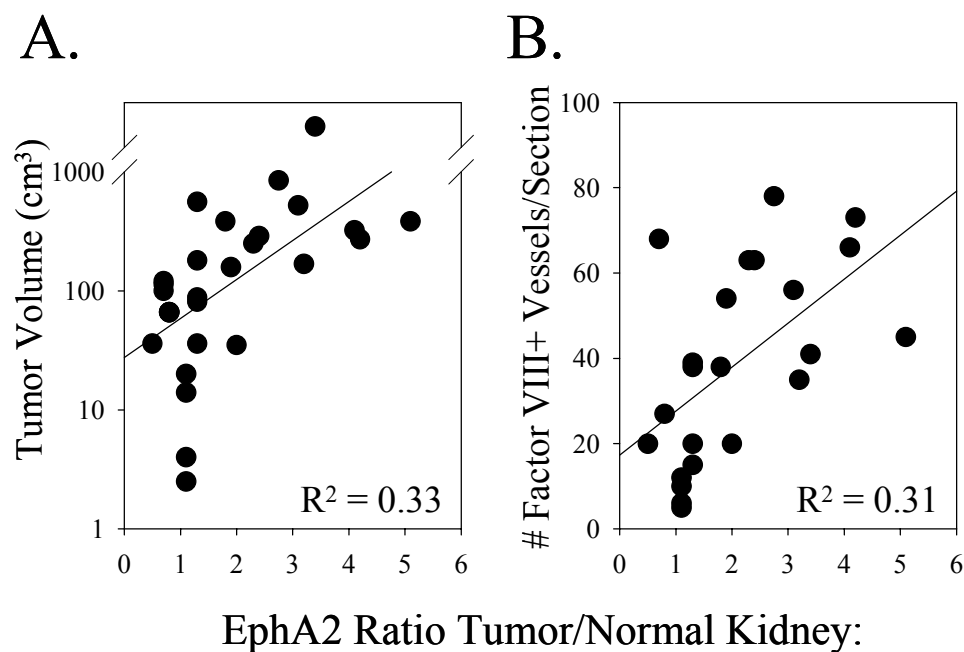 A.
B.
Tumor Volume (cm³)
1000
100
10
1
0 1 2 3 4 5 6
R² = 0.33
# Factor VIII+ Vessels/Section
100
80
60
40
20
0
0 1 2 3 4 5 6
R² = 0.31
EphA2 Ratio Tumor/Normal Kidney: